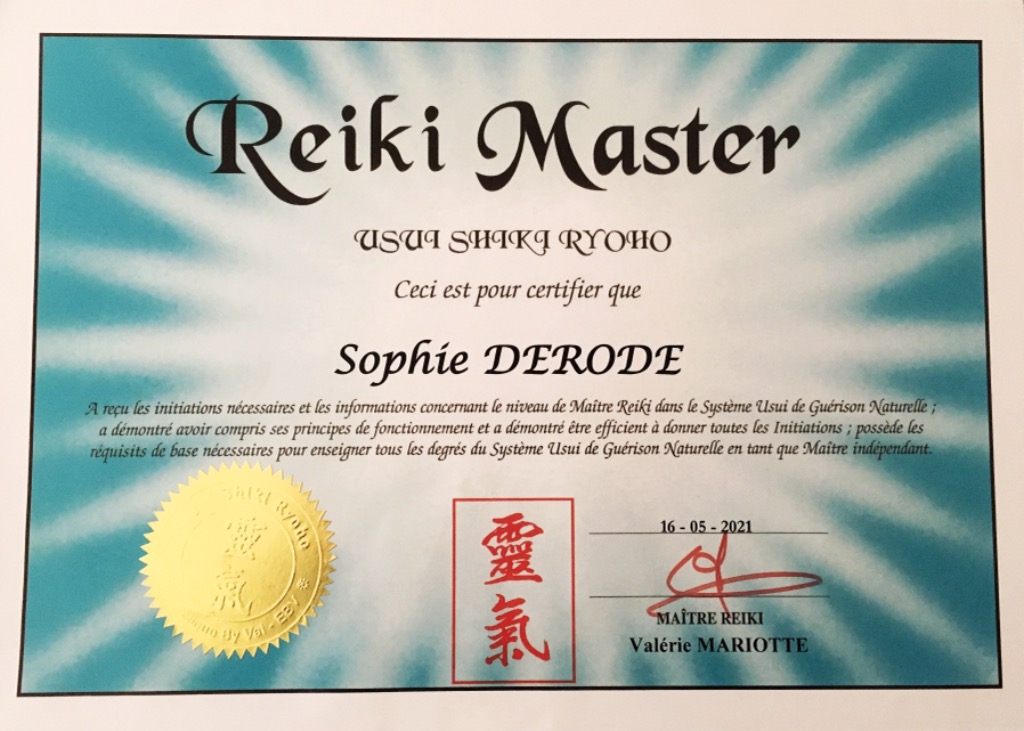 Reiki Master
USUI SHIKI RYOHO
Ceci est pour certifier que
Sophie DERODE
A reçu les initiations nécessaires et les informations concernant le niveau de Maître Reiki dans le Système Usui de Guérison Naturelle ;
a démontré avoir compris ses principes de fonctionnement et a démontré être efficient à donner toutes les Initiations ; possède les
réquisits de base nécessaires pour enseigner tous les degrés du Système Usui de Guérison Naturelle en tant que Maître indépendant.
Ryoho
By Val-
靈
氣
16 - 05 - 2021
MAÎTRE REIKI
Valérie MARIOTTE